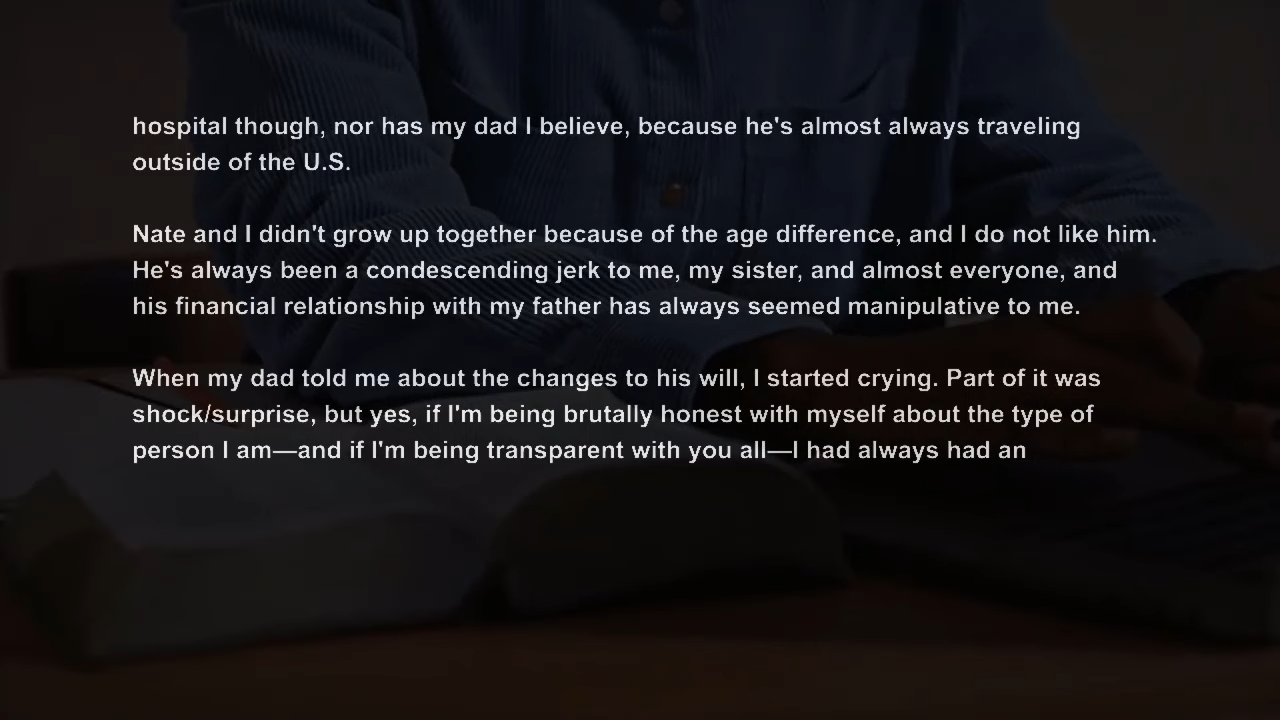 hospital though, nor has my dad I believe, because he's almost always traveling
outside of the U.S.
Nate and I didn't grow up together because of the age difference, and I do not like him.
He's always been a condescending jerk to me, my sister, and almost everyone, and
his financial relationship with my father has always seemed manipulative to me.
When my dad told me about the changes to his will, I started crying. Part of it was
shock/surprise, but yes, if I'm being brutally honest with myself about the type of
person I am—and if I'm being transparent with you all—I had always had an